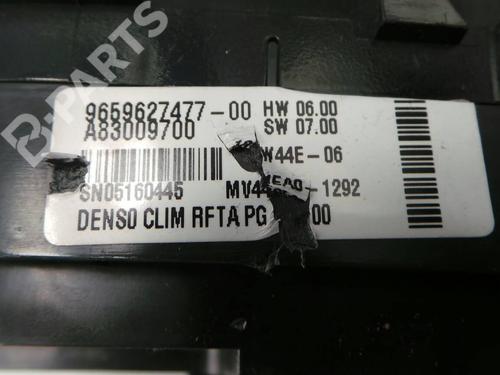 B-PARTS
9659627477-00 HW 06.00
A83009700 SW 07.00
W44E-06
SN05160445 MV44 -1292
DENSO CLIM RFTA PG 00